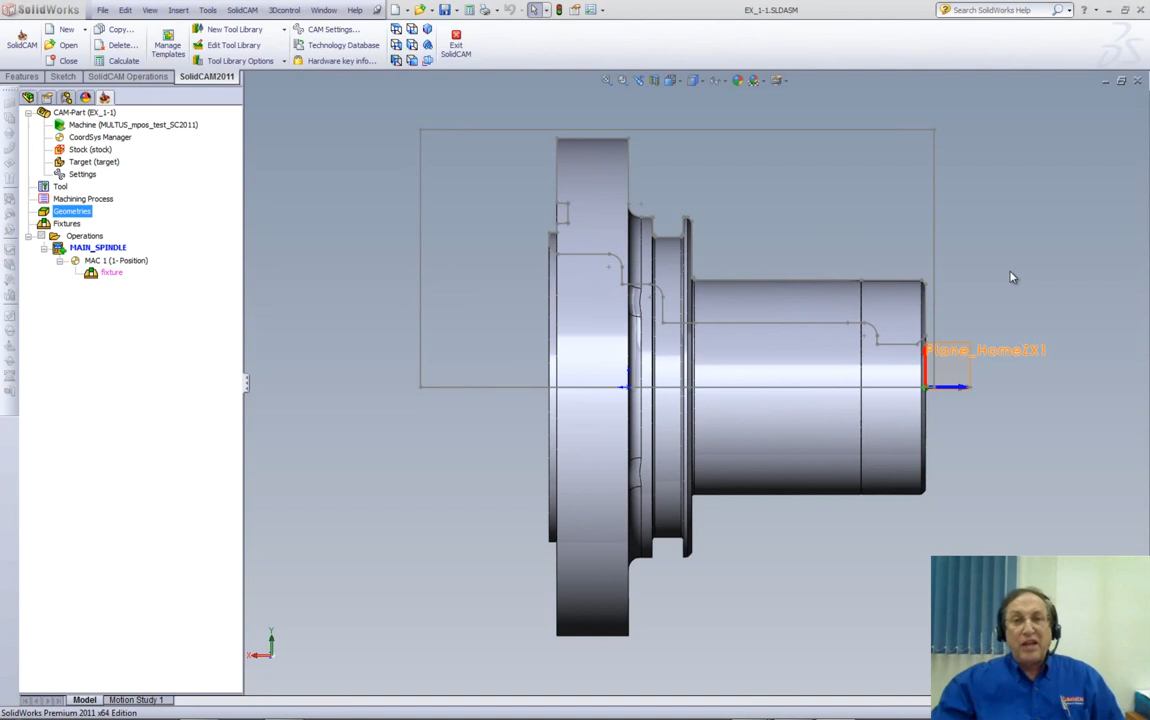 SolidWorks
File
Edit
View
Insert
Tools
SolidCAM
3Dcontrol
Window
Help
EX_1-1.SLDASM
Search SolidWorks Help
SolidCAM
New
Open
Close
Copy...
Delete...
Calculate
Manage
Templates
New Tool Library
Edit Tool Library
Tool Library Options
CAM Settings...
Technology Database
Hardware key info...
Exit
SolidCAM
Features
Sketch
SolidCAM Operations
SolidCAM2011
CAM-Part (EX_1-1)
Machine (MULTUS_mpos_test_SC2011)
CoordSys Manager
Stock (stock)
Target (target)
Settings
Tool
Machining Process
Geometries
Fixtures
Operations
MAIN_SPINDLE
MAC 1 (1- Position)
fixture
Plane_HomeIX1
Y
X
Z
Model
Motion Study 1
SolidWorks Premium 2011 x64 Edition